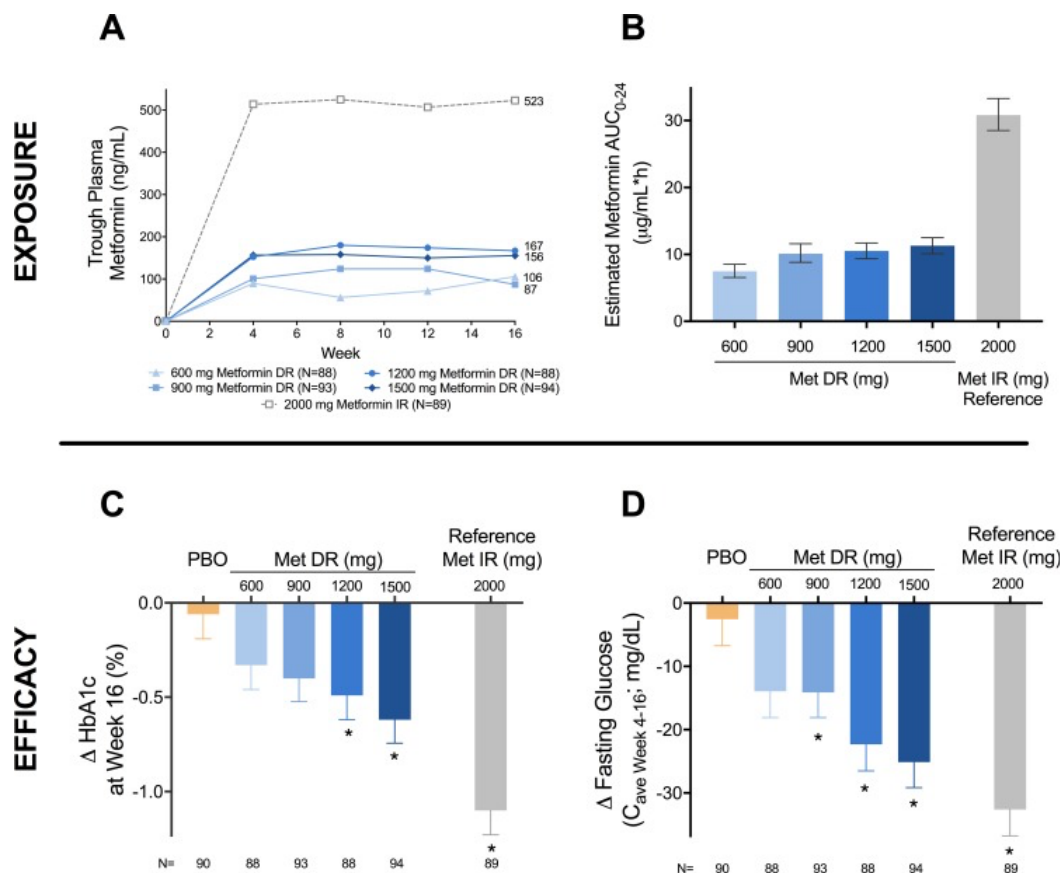 A
B
EXPOSURE
Trough Plasma
Metformin (ng/mL)
500
400
300
200
100
0
523
167
156
106
87
0 2 4 6 8 10 12 14 16
Week
600 mg Metformin DR (N=88)
1200 mg Metformin DR (N=88)
900 mg Metformin DR (N=93)
1500 mg Metformin DR (N=94)
2000 mg Metformin IR (N=89)
Estimated Metformin AUC0-24
(µg/mL*h)
30
20
10
0
600 900 1200 1500 2000
Met DR (mg)
Met IR (mg)
Reference
C
D
EFFICACY
PBO
Met DR (mg)
Reference
Met IR (mg)
600 900 1200 1500 2000
Δ HbA1c
at Week 16 (%)
0.0
-0.5
-1.0
* * *
N= 90 88 93 88 94 89
PBO
Met DR (mg)
Reference
Met IR (mg)
600 900 1200 1500 2000
Δ Fasting Glucose
(Cave Week 4-16; mg/dL)
0
-10
-20
-30
* * * *
N= 90 88 93 88 94 89